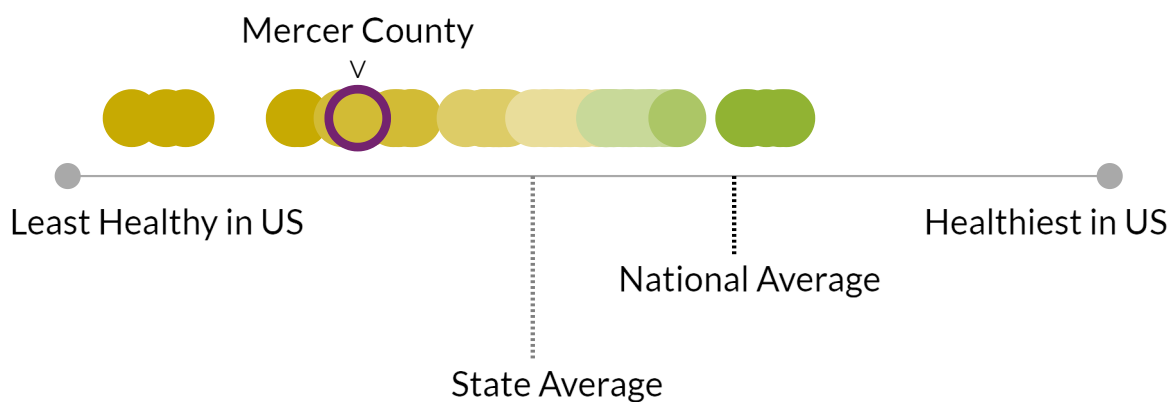 Mercer County
Least Healthy in US
Healthiest in US
National Average
State Average